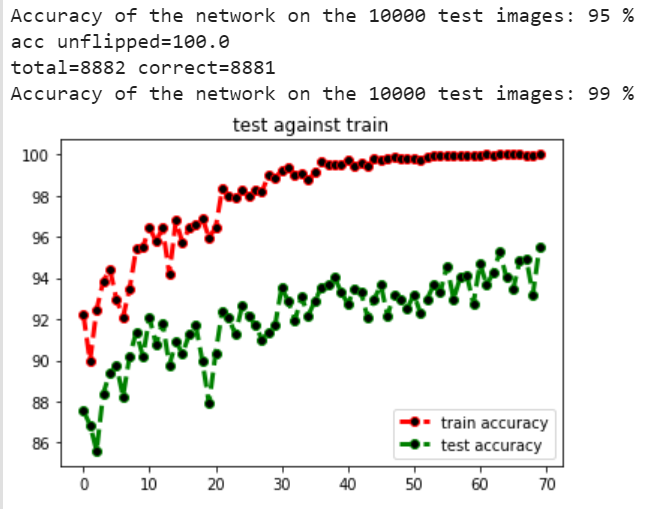 Accuracy of the network on the 10000 test images: 95 %
acc unflipped=100.0
total=8882 correct=8881
Accuracy of the network on the 10000 test images: 99 %
test against train
100
98
96
94
92
90
88
86
train accuracy
test accuracy
0 10 20 30 40 50 60 70